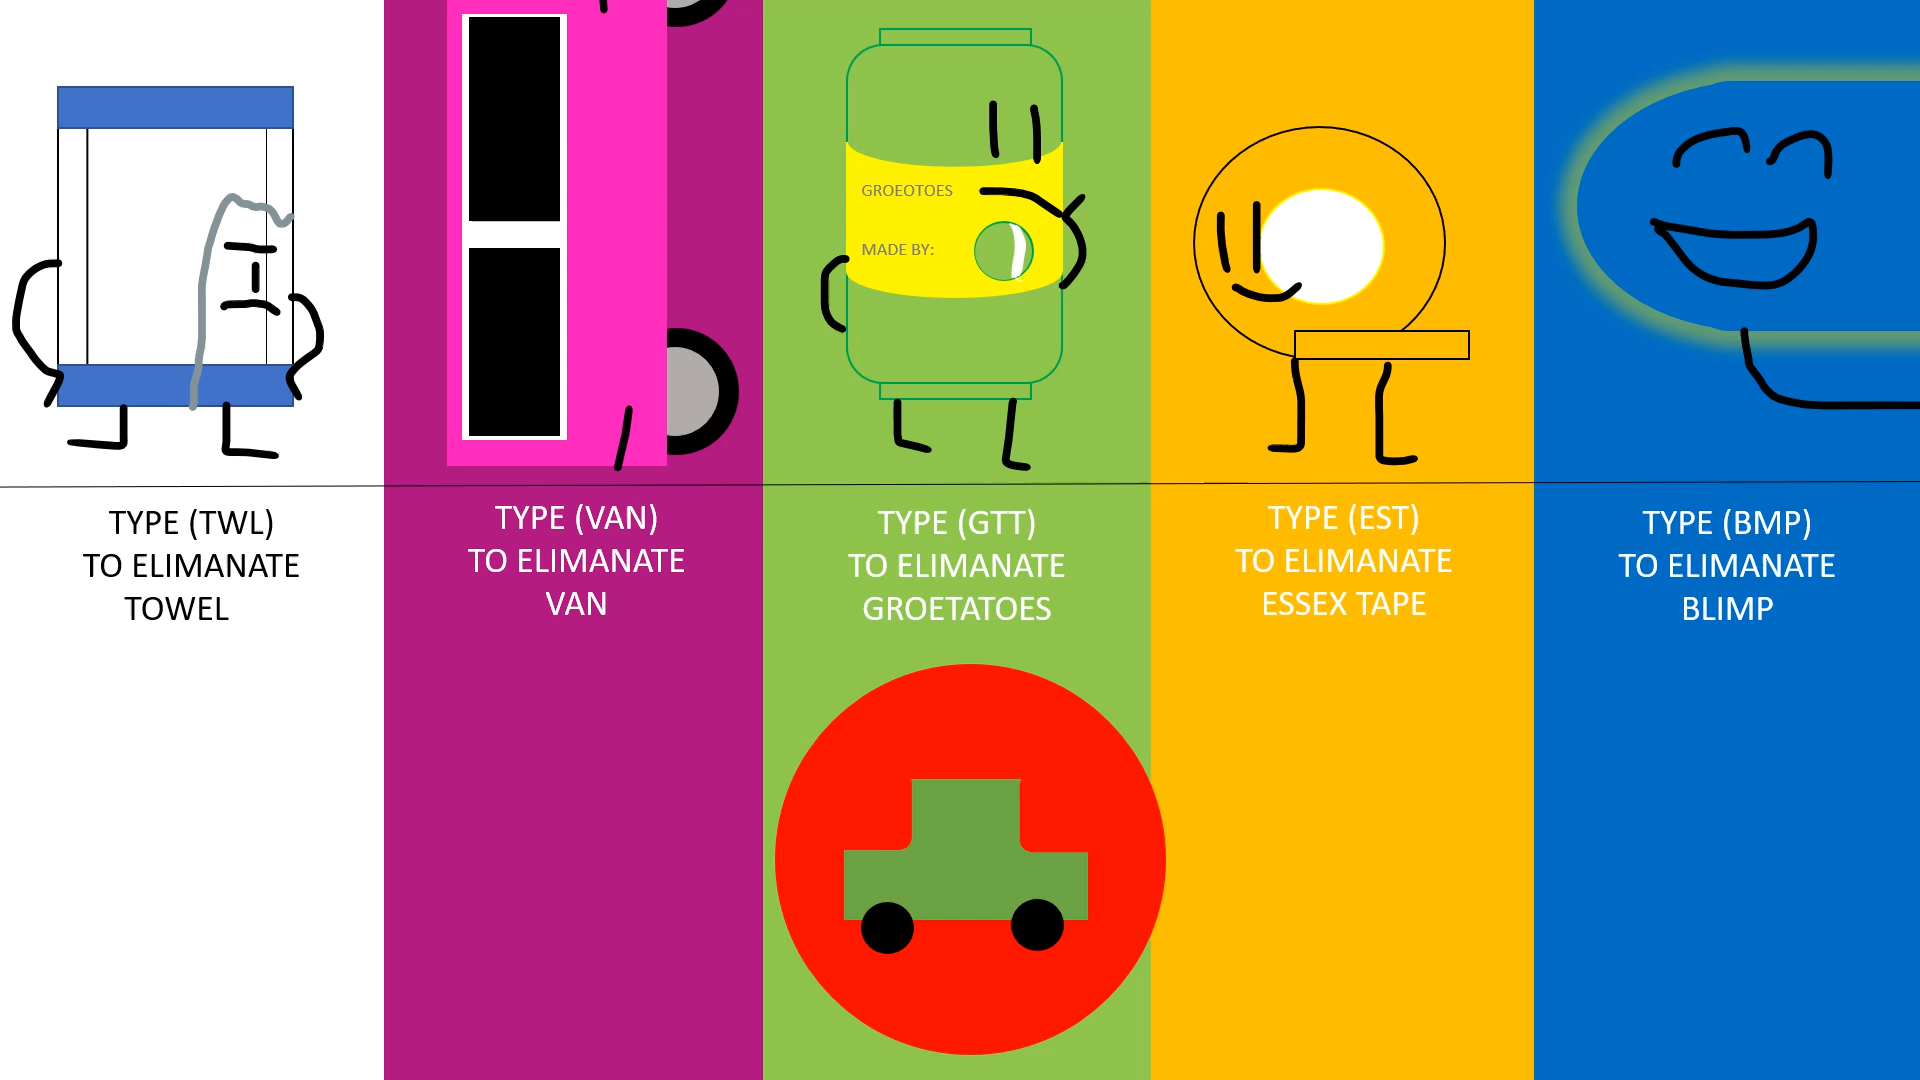 GROEOTOES
MADE BY:
TYPE (TWL)
TO ELIMANATE
TOWEL
TYPE (VAN)
TO ELIMANATE
VAN
TYPE (GTT)
TO ELIMANATE
GROETATOES
TYPE (EST)
TO ELIMANATE
ESSEX TAPE
TYPE (BMP)
TO ELIMANATE
BLIMP